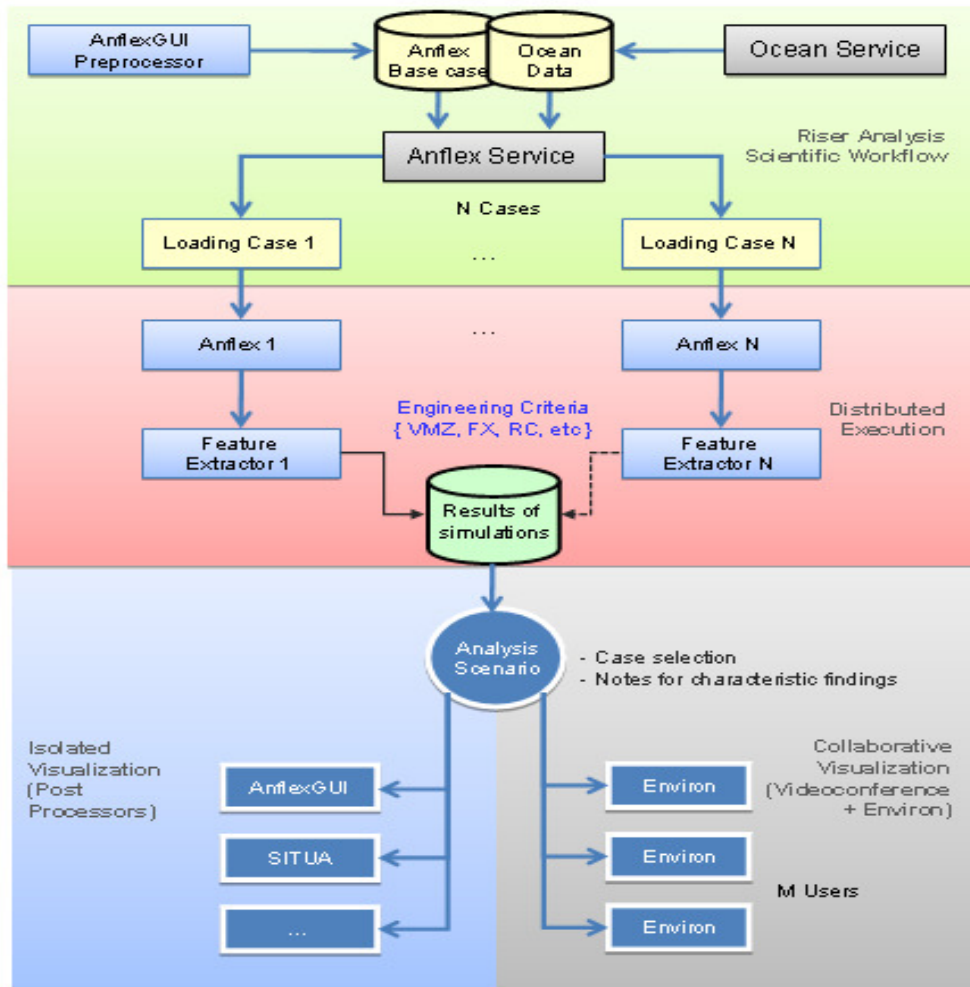 AnflexGUI
Preprocessor
Anflex
Base case
Ocean
Data
Ocean Service
Riser Analysis
Scientific Workflow
Anflex Service
N Cases
Loading Case 1
...
Loading Case N
...
Anflex 1
Anflex N
Engineering Criteria
{ VMZ, FX, RC, etc}
Distributed
Execution
Feature
Extractor 1
Feature
Extractor N
Results of
simulations
Analysis
Scenario
- Case selection
- Notes for characteristic findings
Isolated
Visualization
(Post
Processors)
Collaborative
Visualization
(Videoconference
+ Environ)
AnflexGUI
SITUA
...
Environ
Environ
Environ
M Users